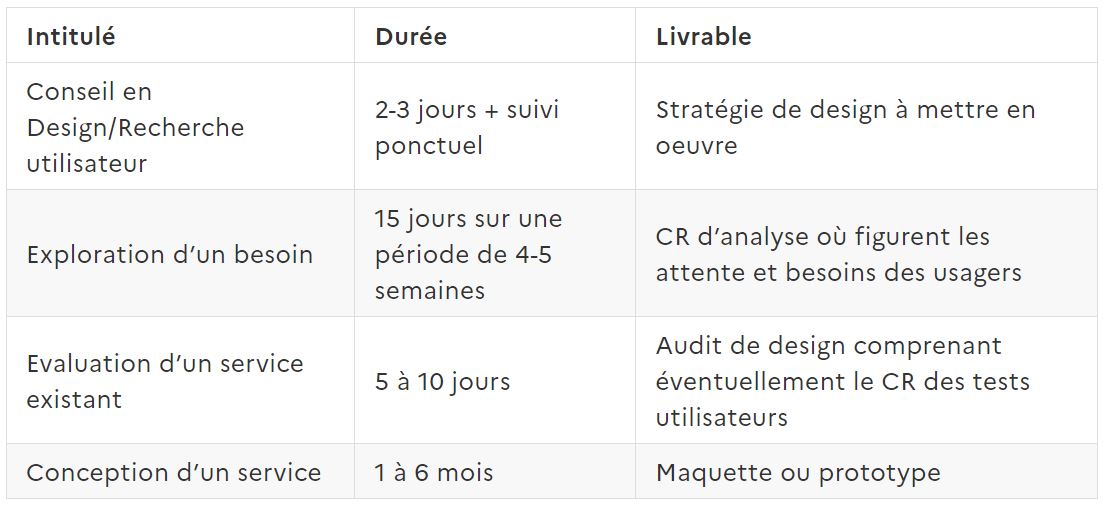 Intitulé
Durée
Livrable
Conseil en
Design/Recherche
utilisateur
2-3 jours + suivi
ponctuel
Stratégie de design à mettre en
oeuvre
Exploration d’un besoin
15 jours sur une
période de 4-5
semaines
CR d’analyse où figurent les
attente et besoins des usagers
Evaluation d’un service
existant
5 à 10 jours
Audit de design comprenant
éventuellement le CR des tests
utilisateurs
Conception d’un service
1 à 6 mois
Maquette ou prototype